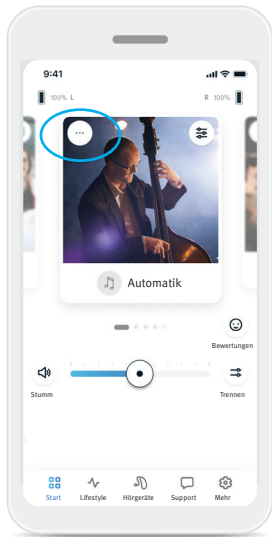 9:41
100% L
R 100%
Automatik
Bewertungen
Stumm
Trennen
Start
Lifestyle
Hörgeräte
Support
Mehr